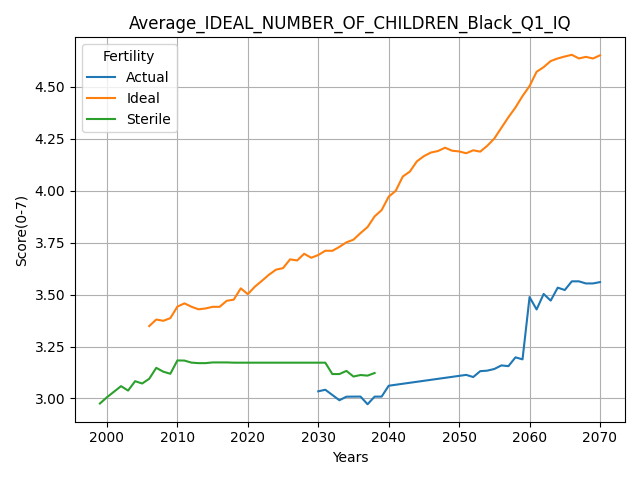 Average_IDEAL_NUMBER_OF_CHILDREN_Black_Q1_IQ
Fertility
Actual
Ideal
Sterile
4.50
4.25
4.00
3.75
3.50
3.25
3.00
Score(0-7)
2000 2010 2020 2030 2040 2050 2060 2070
Years